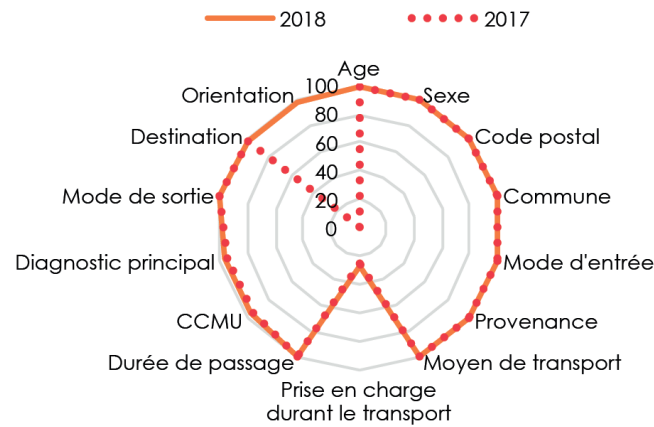 2018
2017
Age
100
80
60
40
20
0
Sexe
Code postal
Commune
Mode d'entrée
Provenance
Moyen de transport
Prise en charge
durant le transport
Durée de passage
CCMU
Diagnostic principal
Mode de sortie
Destination
Orientation